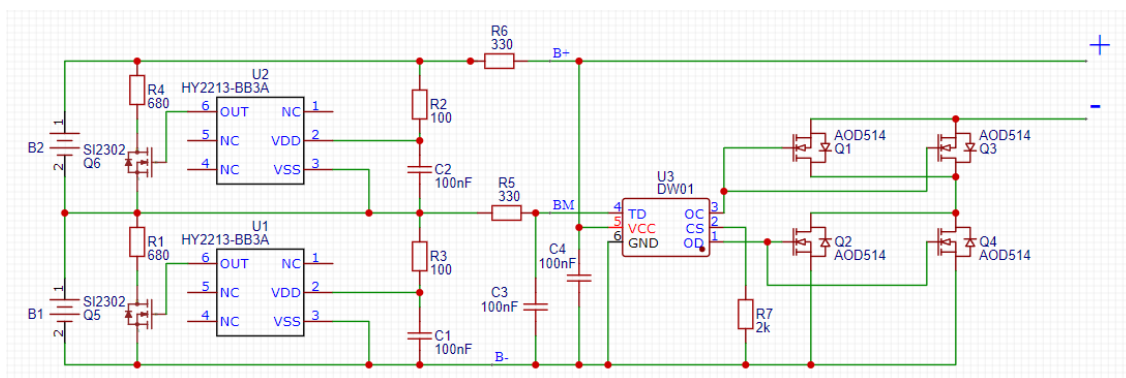 R6
330
B+
+
U2
HY2213-BB3A
R4
680
6 OUT NC 1
5 NC VDD 2
4 NC VSS 3
R2
100
C2
100nF
1
B2
2
SI2302
Q6
-
AOD514
Q1
AOD514
Q3
R5
330
BM
U3
DW01
4 TD OC 3
5 VCC CS 2
6 GND OD 1
U1
HY2213-BB3A
R1
680
6 OUT NC 1
5 NC VDD 2
4 NC VSS 3
R3
100
C1
100nF
1
B1
2
SI2302
Q5
C4
100nF
C3
100nF
Q2
AOD514
Q4
AOD514
R7
2k
B-